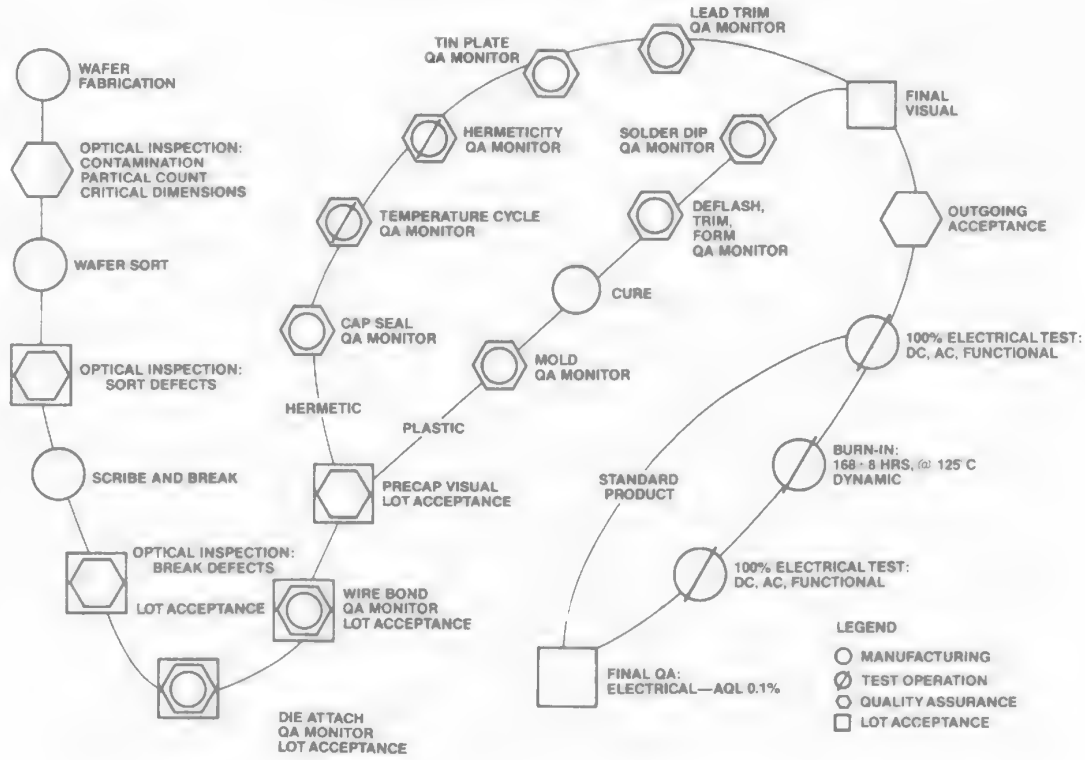 WAFER
FABRICATION
OPTICAL INSPECTION:
CONTAMINATION
PARTICAL COUNT
CRITICAL DIMENSIONS
WAFER SORT
OPTICAL INSPECTION:
SORT DEFECTS
SCRIBE AND BREAK
OPTICAL INSPECTION:
BREAK DEFECTS
LOT ACCEPTANCE
DIE ATTACH
QA MONITOR
LOT ACCEPTANCE
WIRE BOND
QA MONITOR
LOT ACCEPTANCE
PRECAP VISUAL
LOT ACCEPTANCE
HERMETIC
CAP SEAL
QA MONITOR
TEMPERATURE CYCLE
QA MONITOR
HERMETICITY
QA MONITOR
TIN PLATE
QA MONITOR
LEAD TRIM
QA MONITOR
PLASTIC
MOLD
QA MONITOR
CURE
DEFLASH,
TRIM,
FORM
QA MONITOR
SOLDER DIP
QA MONITOR
FINAL
VISUAL
OUTGOING
ACCEPTANCE
100% ELECTRICAL TEST:
DC, AC, FUNCTIONAL
BURN-IN:
168 · 8 HRS, @ 125°C
DYNAMIC
STANDARD
PRODUCT
100% ELECTRICAL TEST:
DC, AC, FUNCTIONAL
FINAL QA:
ELECTRICAL—AQL 0.1%
LEGEND
MANUFACTURING
TEST OPERATION
QUALITY ASSURANCE
LOT ACCEPTANCE